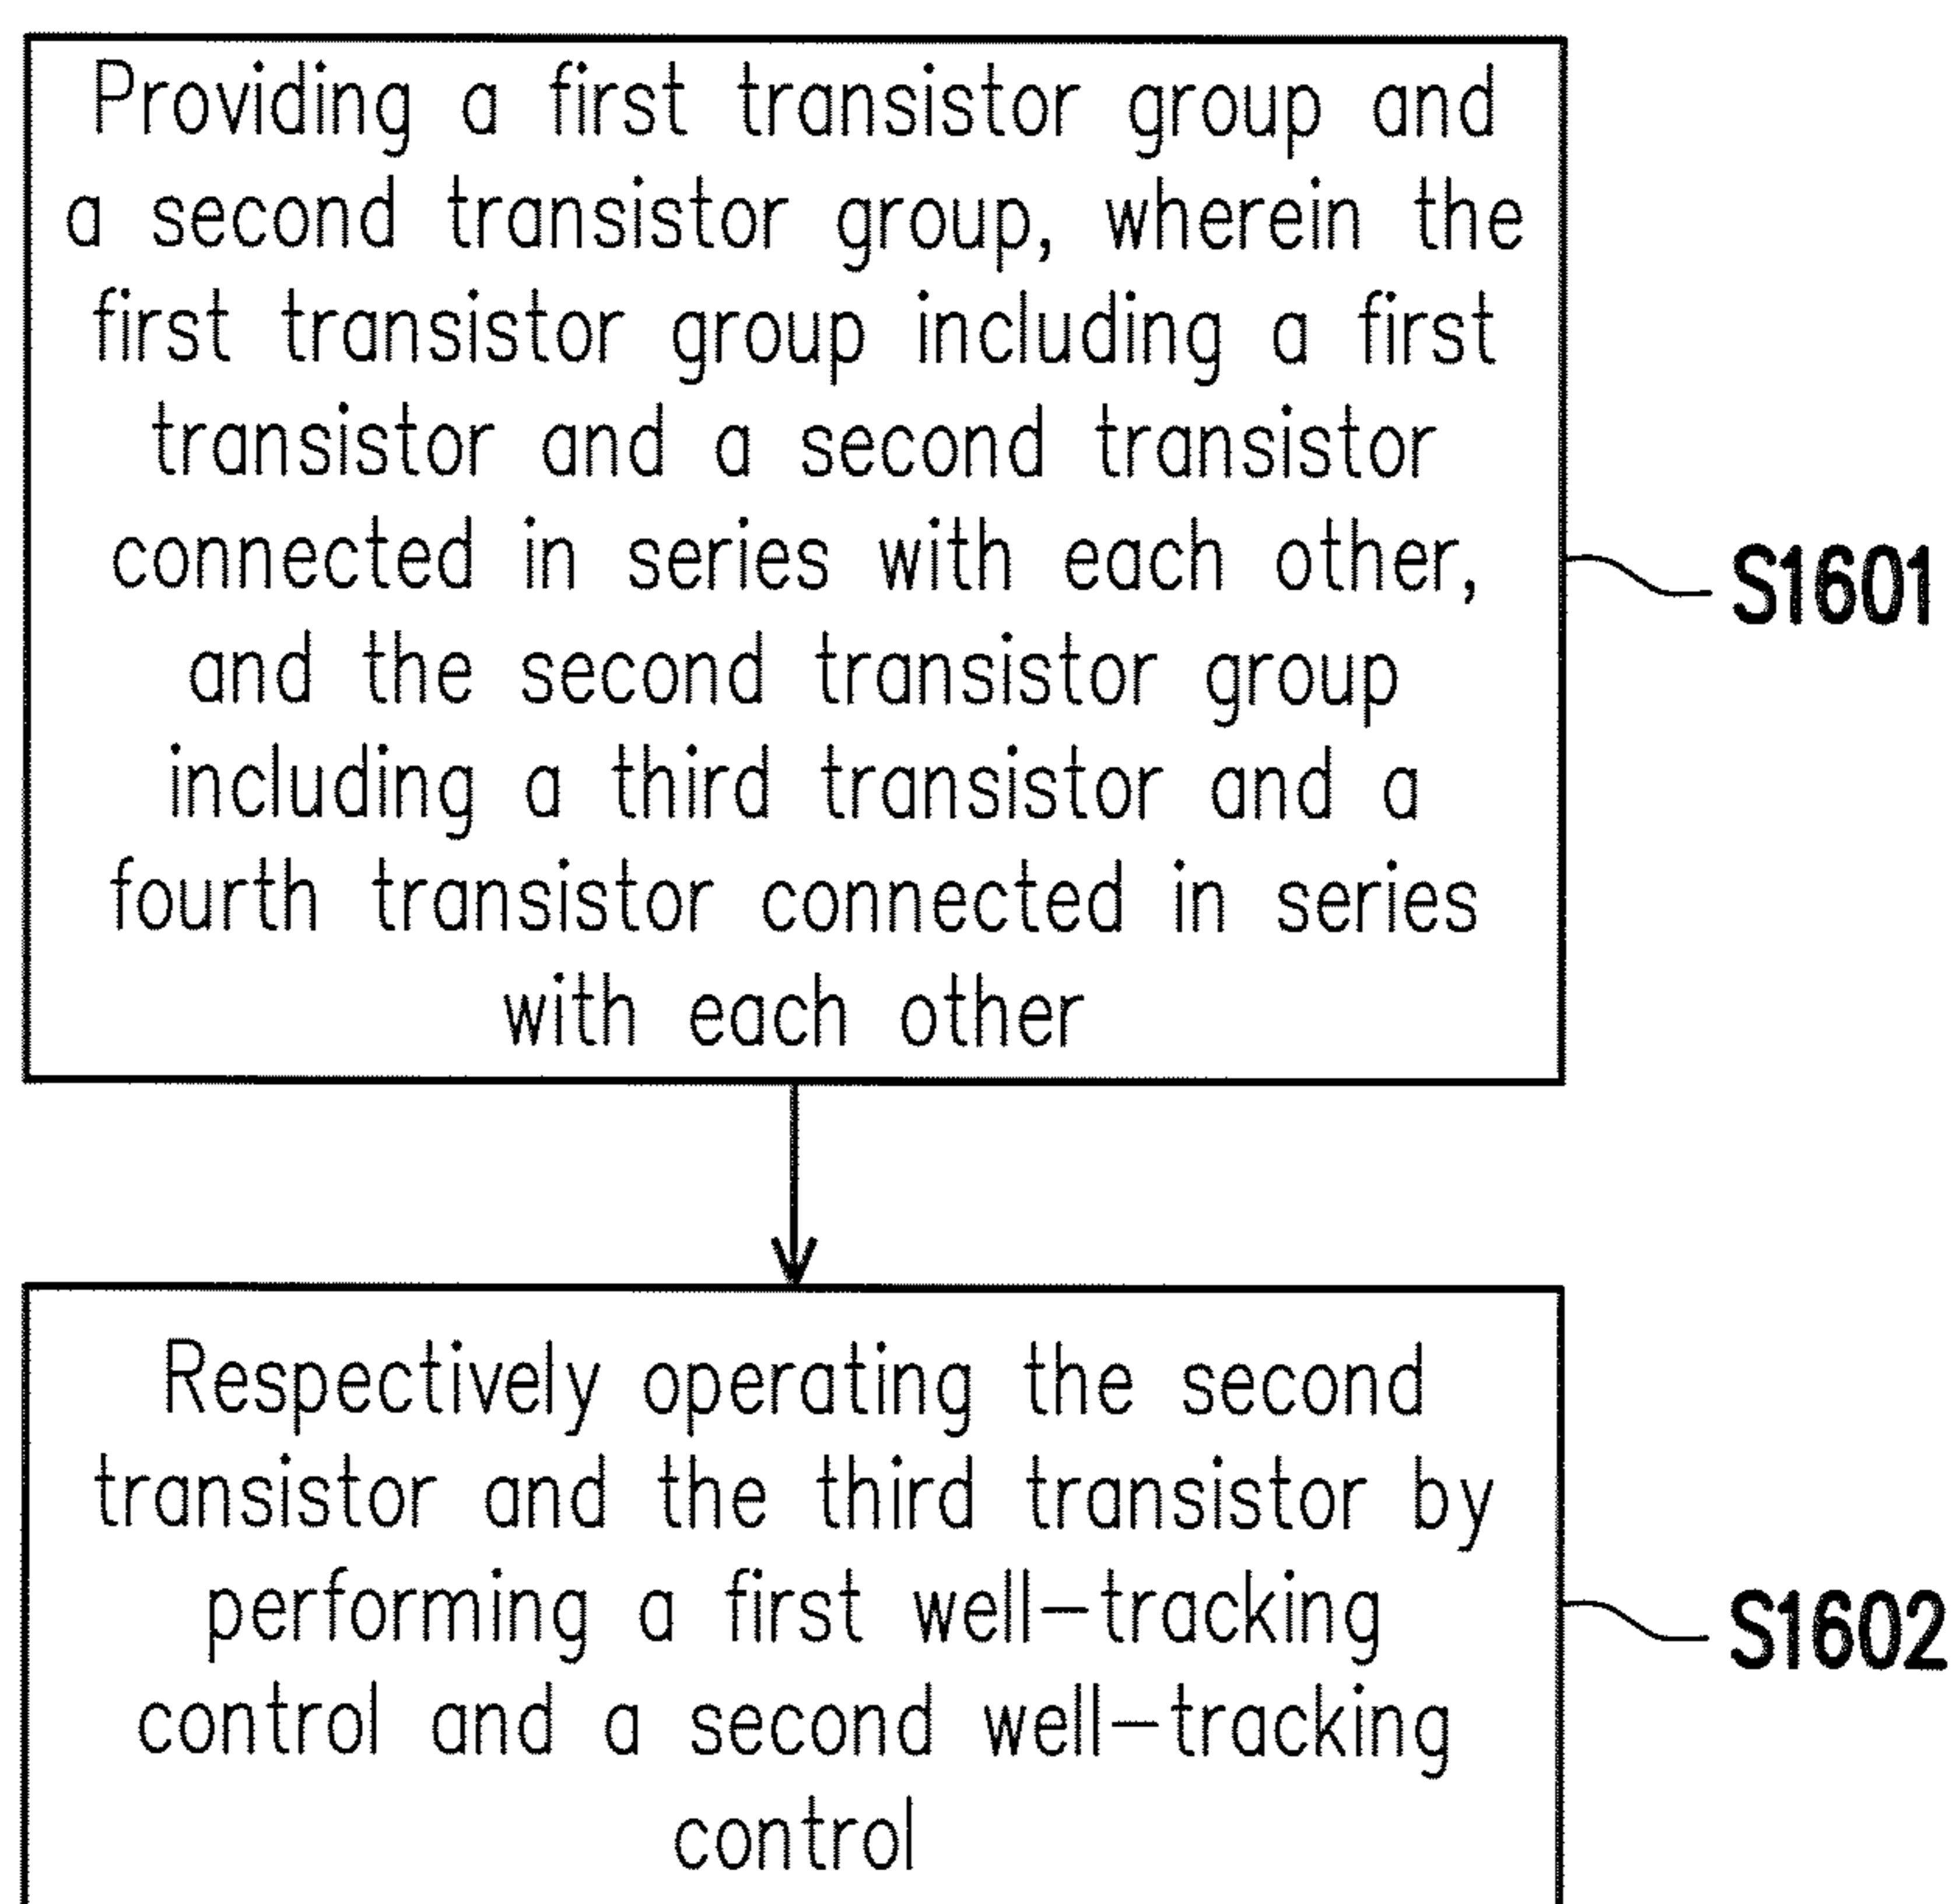 Providing a first transistor group and
a second transistor group, wherein the
first transistor group including a first
transistor and a second transistor
connected in series with each other,
and the second transistor group
including a third transistor and a
fourth transistor connected in series
with each other
S1601
Respectively operating the second
transistor and the third transistor by
performing a first well-tracking
control and a second well-tracking
control
S1602